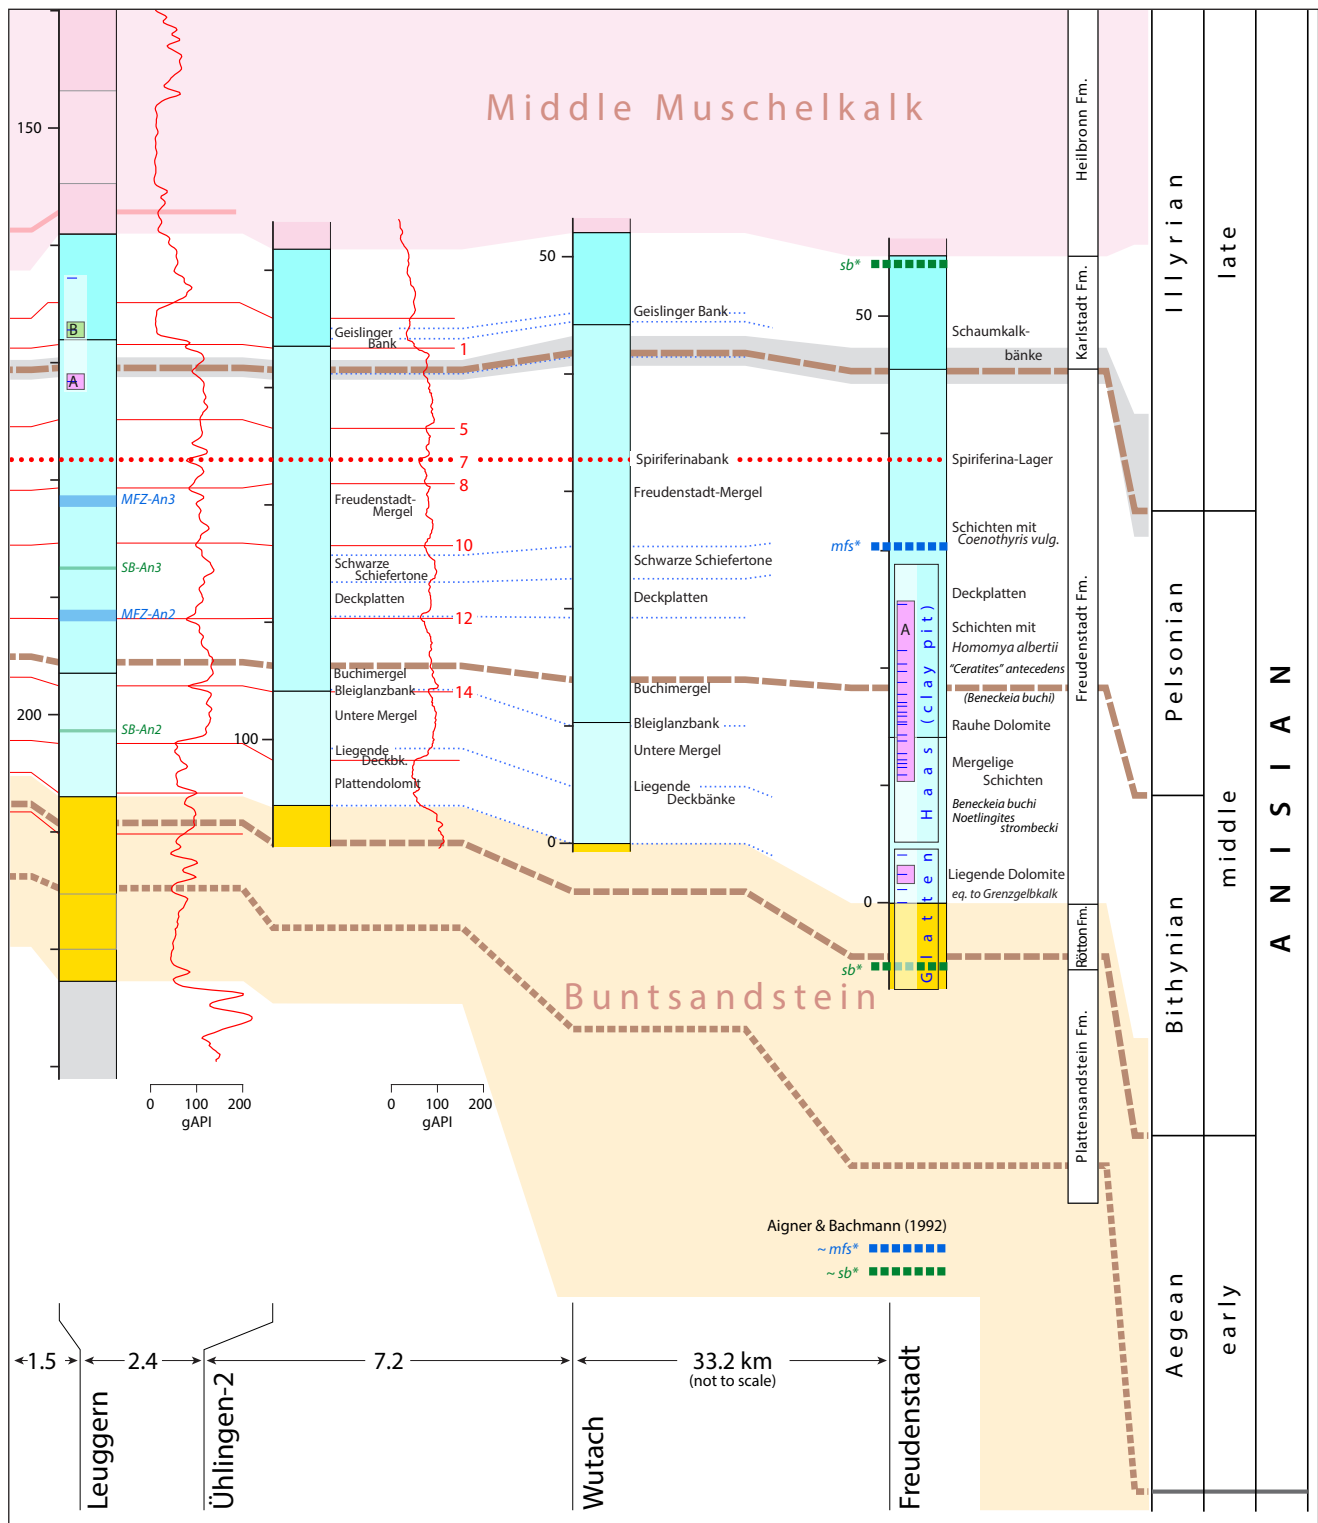 Middle Muschelkalk
150
200
B
A
MFZ-An3
SB-An3
MFZ-An2
SB-An2
0
100
200
gAPI
100
Geislinger
Bank
Freudenstadt-
Mergel
Schwarze
Schiefertone
Deckplatten
Buchimergel
Bleiglanzbank
Untere Mergel
Liegende
Deckbk.
Plattendolomit
1
5
7
8
10
12
14
0
100
200
gAPI
50
0
Geislinger Bank
Spiriferinabank
Freudenstadt-Mergel
Schwarze Schiefertone
Deckplatten
Buchimergel
Bleiglanzbank
Untere Mergel
Liegende
Deckbänke
Buntsandstein
sb*
50
mfs*
0
sb*
A
Glatten Haas (clay pit)
Schaumkalk-
bänke
Spiriferina-Lager
Schichten mit
Coenothyris vulg.
Deckplatten
Schichten mit
Homomya albertii
"Ceratites" antecedens
(Beneckeia buchi)
Rauhe Dolomite
Mergelige
Schichten
Beneckeia buchi
Noetlingites
strombecki
Liegende Dolomite
eq. to Grenzgelbkalk
Heilbronn Fm.
Karlstadt Fm.
Freudenstadt Fm.
Rötton Fm.
Plattensandstein Fm.
Illyrian
Pelsonian
Bithynian
Aegean
late
middle
early
ANISIAN
Aigner & Bachmann (1992)
~ mfs*
~ sb*
1.5
2.4
7.2
33.2 km
(not to scale)
Leuggern
Ühlingen-2
Wutach
Freudenstadt